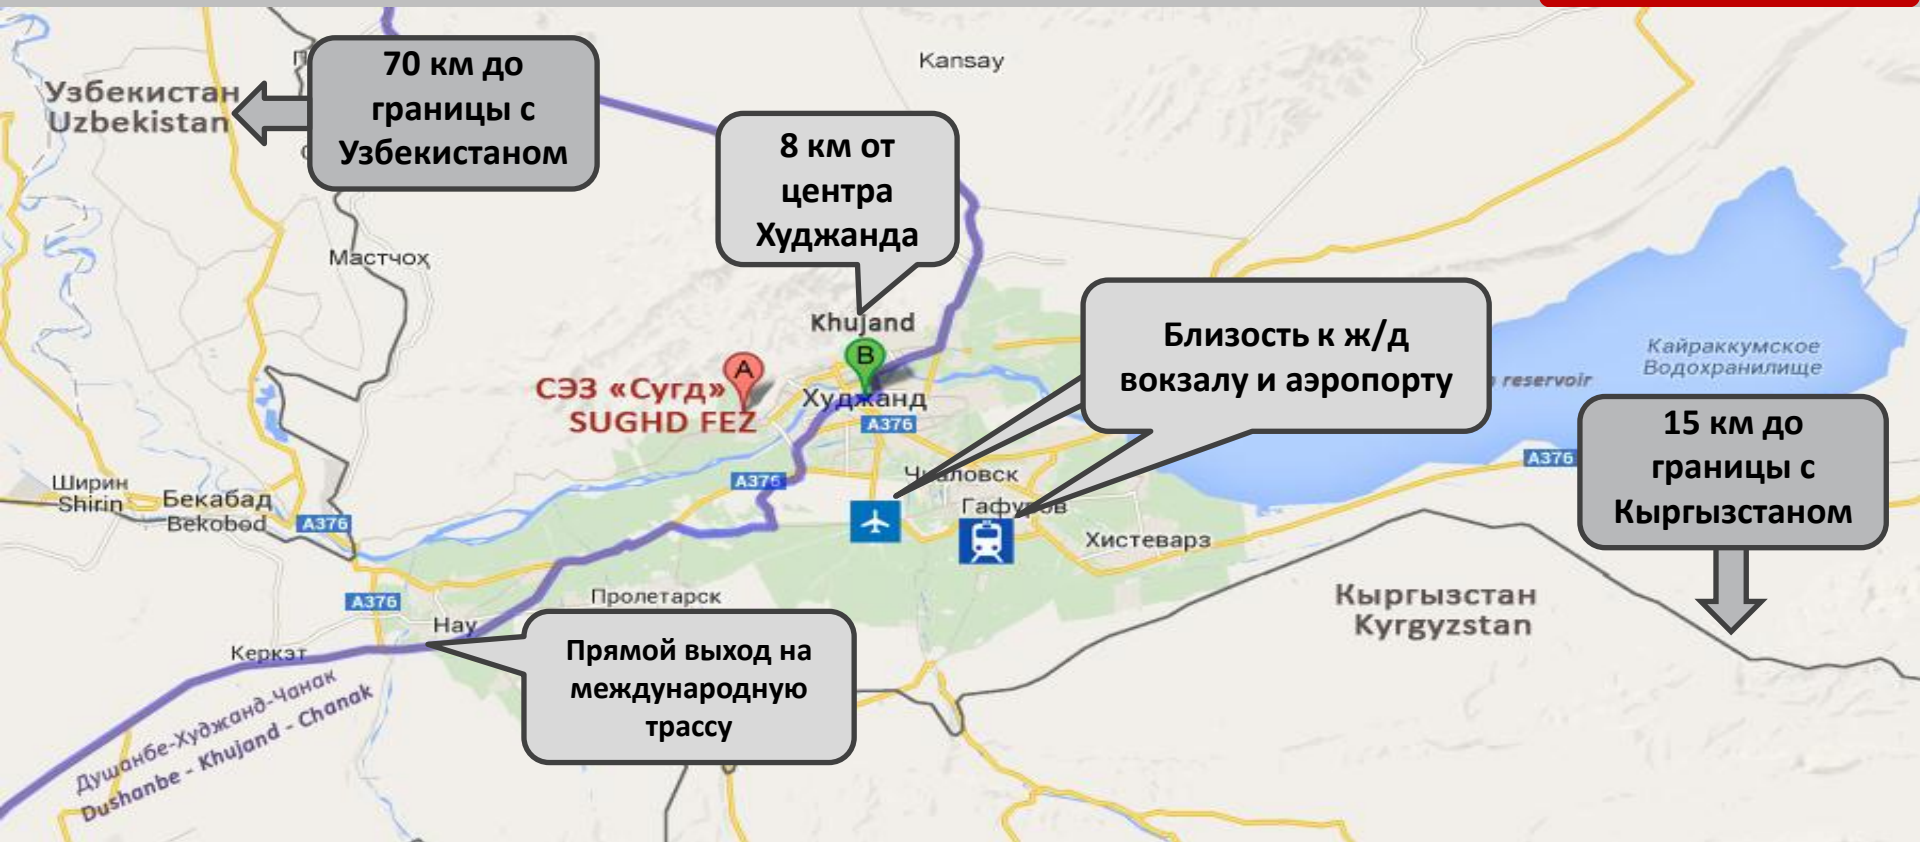 Kansay
70 км до
границы с
Узбекистаном
Узбекистан
Uzbekistan
8 км от
центра
Худжанда
Мастчох
Khujand
B
A
СЭЗ «Сугд»
SUGHD FEZ
Худжанд
A376
Близость к ж/д
вокзалу и аэропорту
Кайраккумское
Водохранилище
reservoir
15 км до
границы с
Кыргызстаном
A376
A376
Чкаловск
Гафуров
Хистеварз
Ширин
Shirin
Бекабад
Bekobod
A376
A376
Пролетарск
Нау
Керкэт
Кыргызстан
Kyrgyzstan
Прямой выход на
международную
трассу
Душанбе-Худжанд-Чанак
Dushanbe - Khujand - Chanak